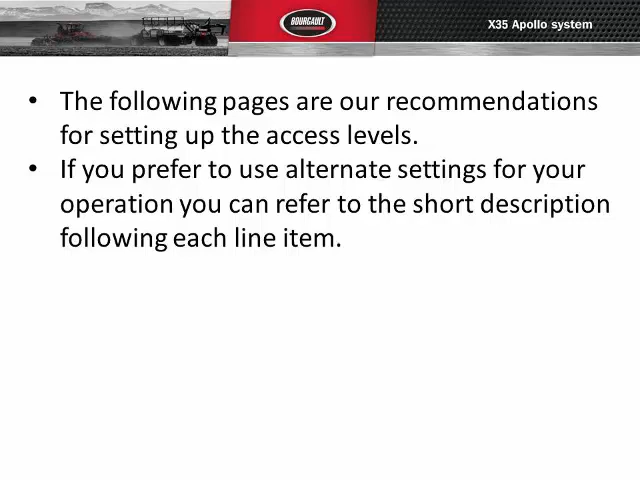 BOURGAULT
X35 Apollo system
• The following pages are our recommendations
for setting up the access levels.
• If you prefer to use alternate settings for your
operation you can refer to the short description
following each line item.